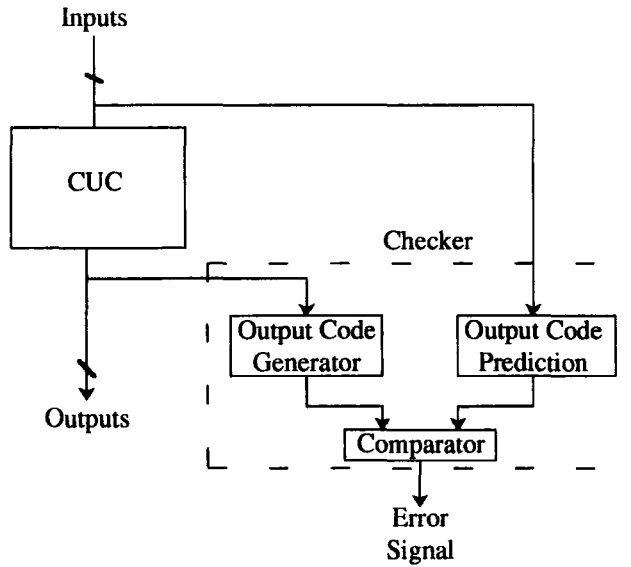 Inputs
CUC
Checker
Output Code
Generator
Output Code
Prediction
Outputs
Comparator
Error
Signal